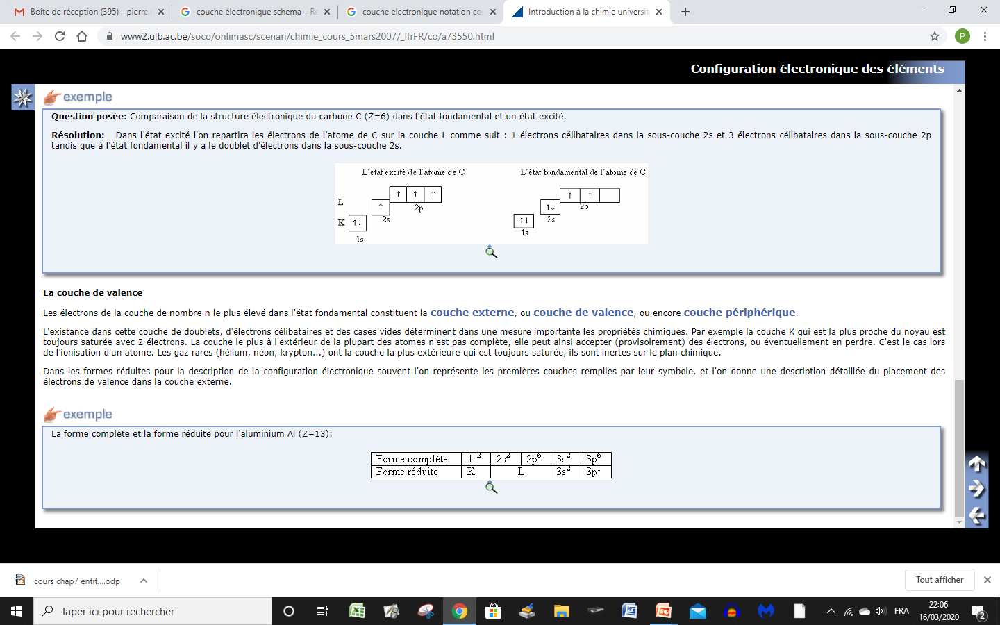 Boîte de réception (395) - pierre.
couche électronique schema – Re
couche electronique notation cou
Introduction à la chimie universit
www2.ulb.ac.be/soco/onlimasc/scenari/chimie_cours_5mars2007/_lfrFR/co/a73550.html
P
Configuration électronique des éléments
exemple
Question posée: Comparaison de la structure électronique du carbone C (Z=6) dans l'état fondamental et un état excité.
Résolution: Dans l'état excité l'on repartira les électrons de l'atome de C sur la couche L comme suit : 1 électrons célibataires dans la sous-couche 2s et 3 électrons célibataires dans la sous-couche 2p
tandis que à l'état fondamental il y a le doublet d'électrons dans la sous-couche 2s.
L'état excité de l'atome de C L'état fondamental de l'atome de C
↑ ↑ ↑ ↑ ↑
L ↑ 2p ↑↓ 2p
2s 2s
K ↑↓ ↑↓
1s 1s
La couche de valence
Les électrons de la couche de nombre n le plus élevé dans l'état fondamental constituent la couche externe, ou couche de valence, ou encore couche périphérique.
L'existance dans cette couche de doublets, d'électrons célibataires et des cases vides déterminent dans une mesure importante les propriétés chimiques. Par exemple la couche K qui est la plus proche du noyau est
toujours saturée avec 2 électrons. La couche le plus à l'extérieur de la plupart des atomes n'est pas complète, elle peut ainsi accepter (provisoirement) des électrons, ou éventuellement en perdre. C'est le cas lors
de l'ionisation d'un atome. Les gaz rares (hélium, néon, krypton...) ont la couche la plus extérieure qui est toujours saturée, ils sont inertes sur le plan chimique.
Dans les formes réduites pour la description de la configuration électronique souvent l'on représente les premières couches remplies par leur symbole, et l'on donne une description détaillée du placement des
électrons de valence dans la couche externe.
exemple
La forme complete et la forme réduite pour l'aluminium Al (Z=13):
Forme complète 1s² 2s² 2p⁶ 3s² 3p⁶
Forme réduite K L 3s² 3p¹
cours chap7 entit....odp
Tout afficher
Taper ici pour rechercher
FRA
22:06
16/03/2020
2